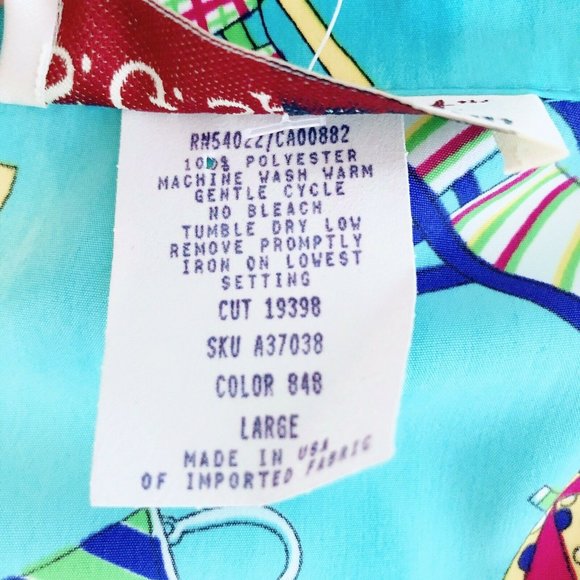 RN54022/CA00882
100% POLYESTER
MACHINE WASH WARM
GENTLE CYCLE
NO BLEACH
TUMBLE DRY LOW
REMOVE PROMPTLY
IRON ON LOWEST
SETTING
CUT 19398
SKU A37038
COLOR 848
LARGE
MADE IN USA
OF IMPORTED FABRIC